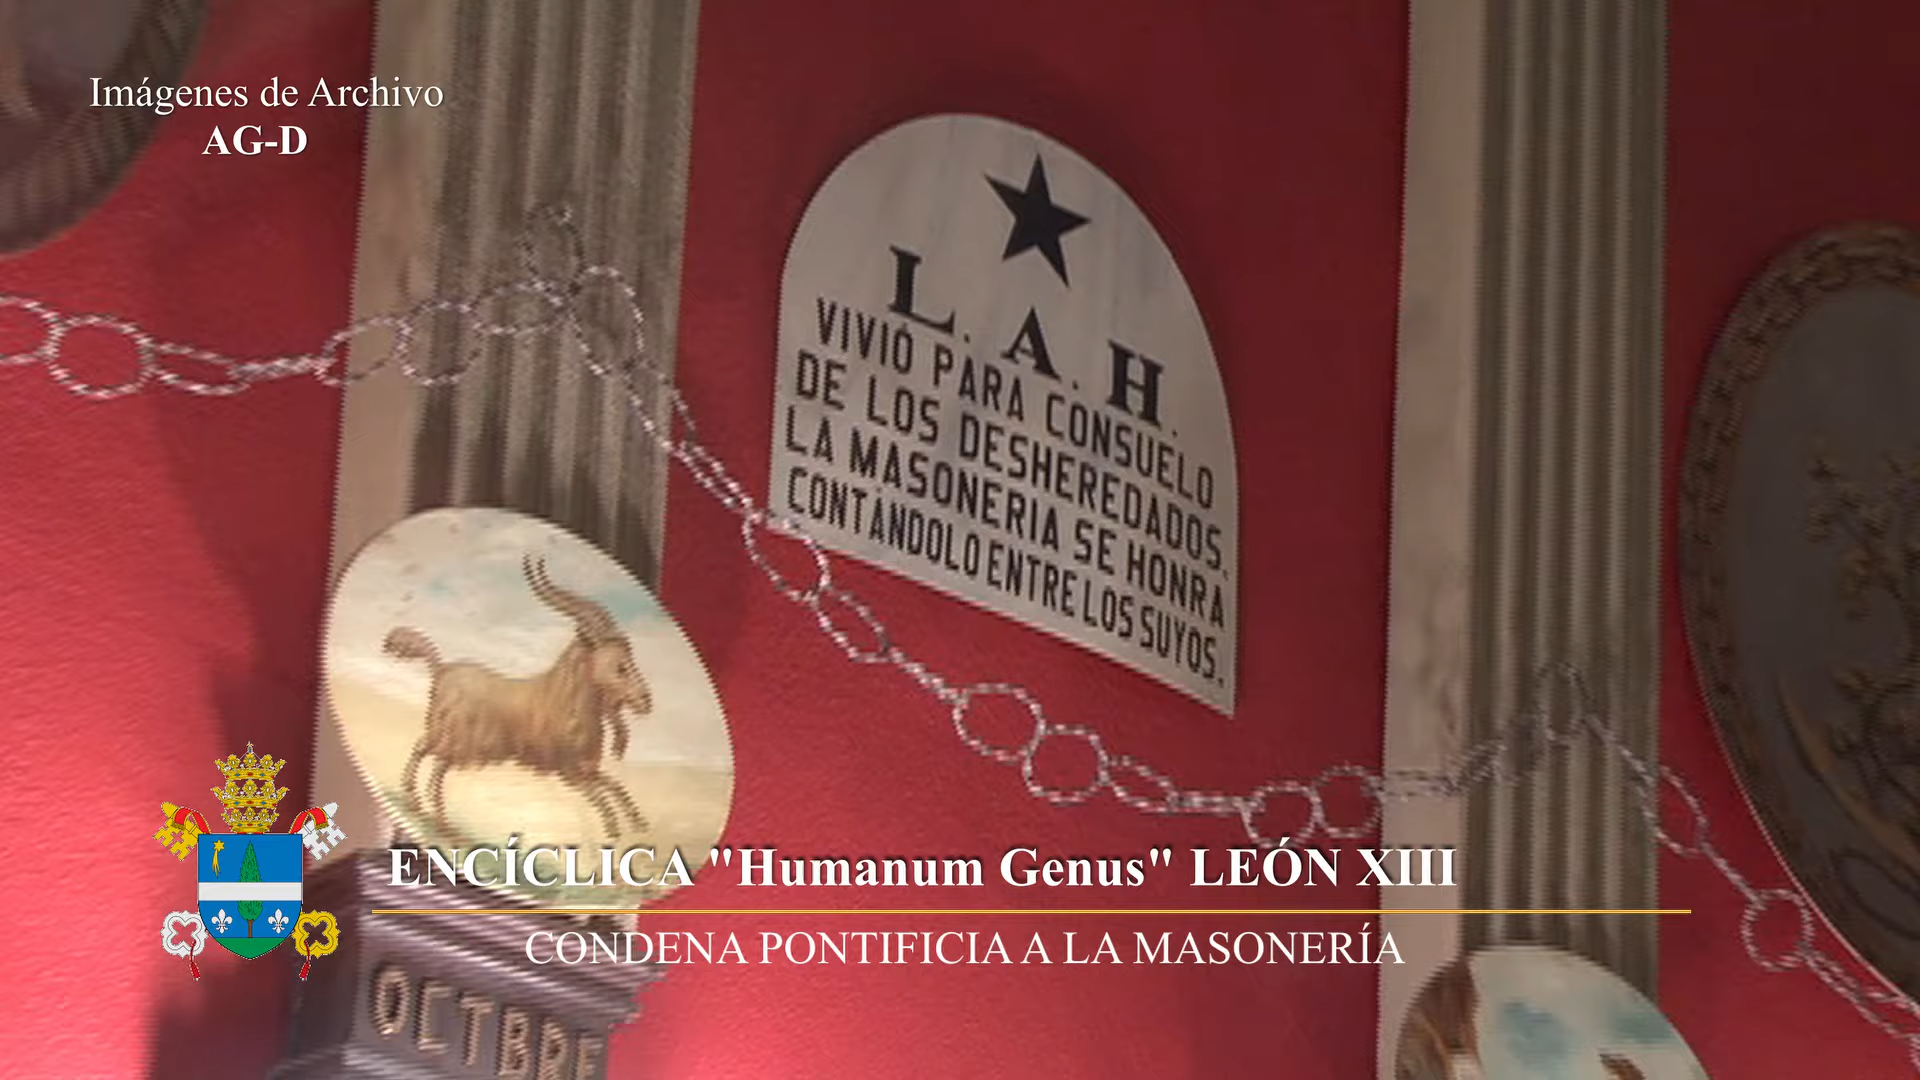 Imágenes de Archivo
AG-D
L. A. H.
VIVIÓ PARA CONSUELO
DE LOS DESHEREDADOS.
LA MASONERIA SE HONRA
CONTÁNDOLO ENTRE LOS SUYOS.
ENCÍCLICA "Humanum Genus" LEÓN XIII
CONDENA PONTIFICIA A LA MASONERÍA
OCTBRE